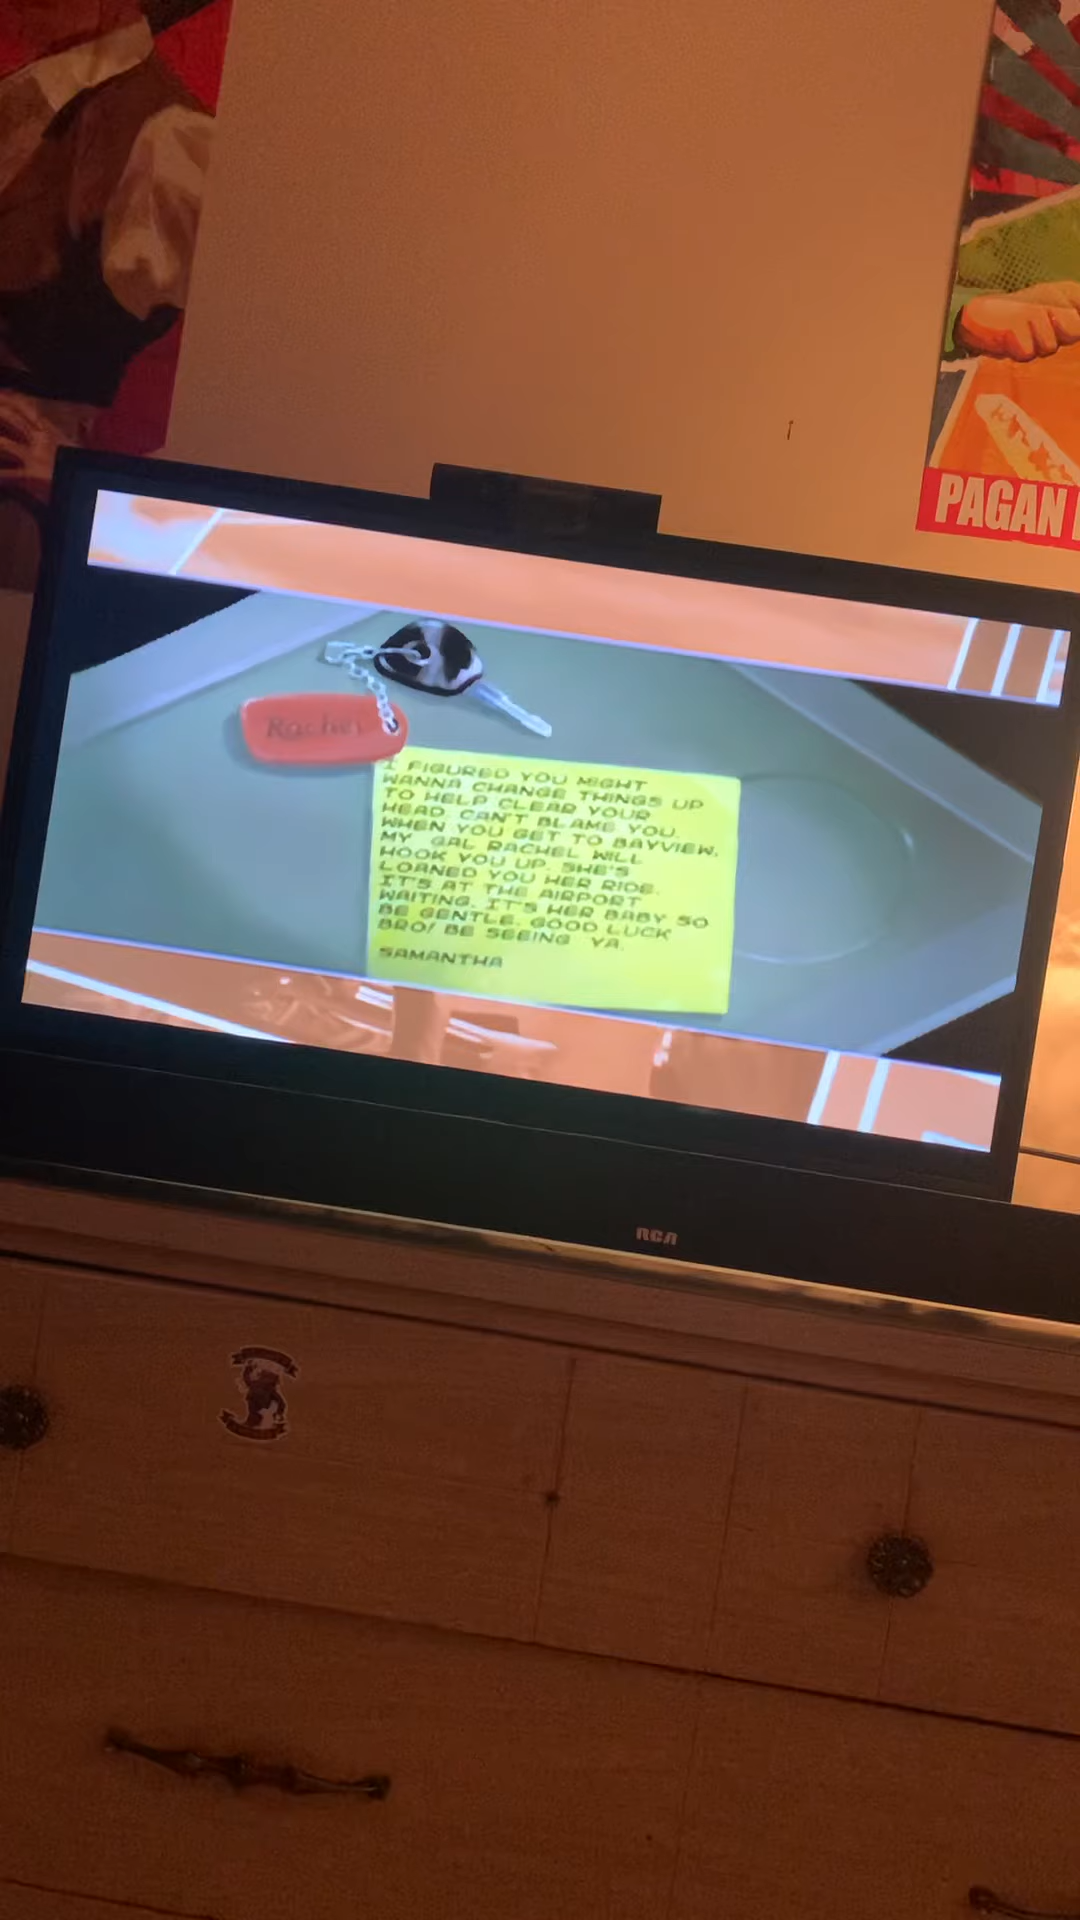 PAGAN
Rachel
I FIGURED YOU MIGHT
WANNA CHANGE THINGS UP
TO HELP CLEAR YOUR
HEAD. CAN'T BLAME YOU.
WHEN YOU GET TO BAYVIEW,
MY GAL RACHEL WILL
HOOK YOU UP. SHE'S
LOANED YOU HER RIDE.
IT'S AT THE AIRPORT
WAITING. IT'S HER BABY SO
BE GENTLE. GOOD LUCK
BRO! BE SEEING YA.
SAMANTHA
RCA